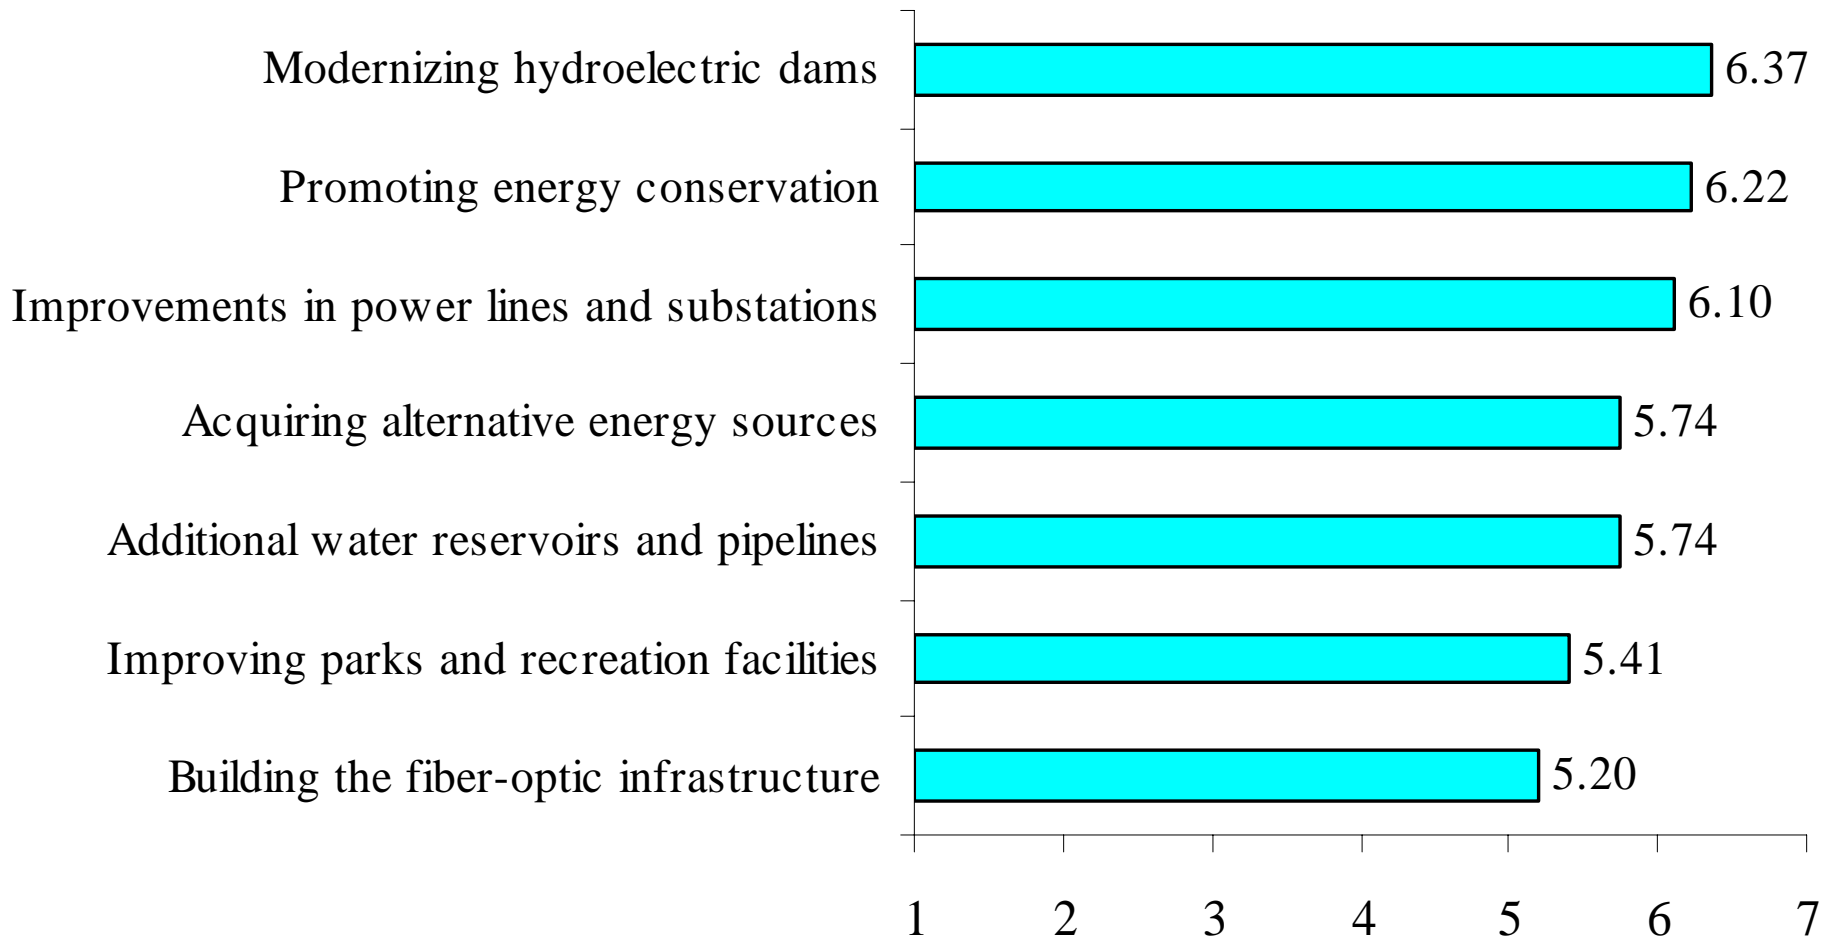 Modernizing hydroelectric dams 6.37
Promoting energy conservation 6.22
Improvements in power lines and substations 6.10
Acquiring alternative energy sources 5.74
Additional water reservoirs and pipelines 5.74
Improving parks and recreation facilities 5.41
Building the fiber-optic infrastructure 5.20
1 2 3 4 5 6 7